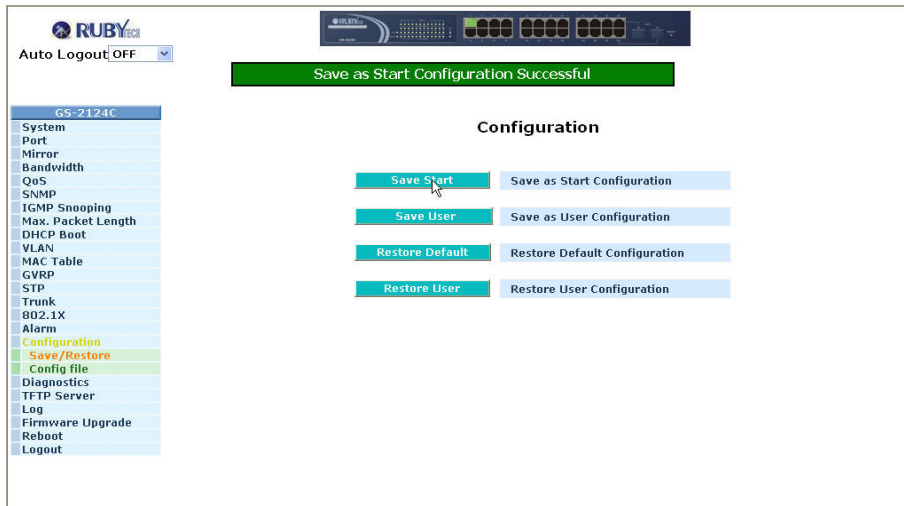 RUBYTECH
Auto Logout OFF
Save as Start Configuration Successful
GS-2124C
System
Port
Mirror
Bandwidth
QoS
SNMP
IGMP Snooping
Max. Packet Length
DHCP Boot
VLAN
MAC Table
GVRP
STP
Trunk
802.1X
Alarm
Configuration
Save/Restore
Config file
Diagnostics
TFTP Server
Log
Firmware Upgrade
Reboot
Logout
Configuration
Save Start Save as Start Configuration
Save User Save as User Configuration
Restore Default Restore Default Configuration
Restore User Restore User Configuration